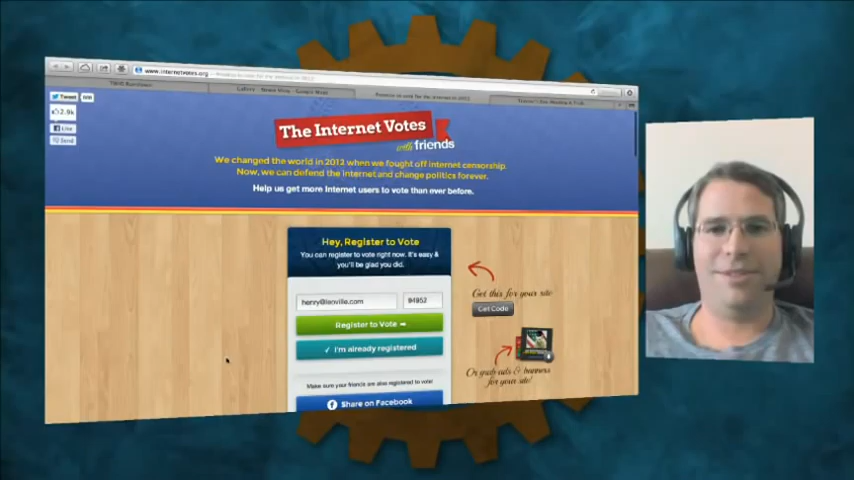 www.internetvotes.org
Tweet
2.9k
Like
Send
The Internet Votes
with friends
We changed the world in 2012 when we fought off internet censorship.
Now, we can defend the internet and change politics forever.
Help us get more Internet users to vote than ever before.
Hey, Register to Vote
You can register to vote right now. It's easy &
you'll be glad you did.
henry@leoville.com
94952
Register to Vote
✓ I'm already registered
Make sure your friends are also registered to vote!
Share on Facebook
Get this for your site
Get Code
Or grab ads & banners
for your site!